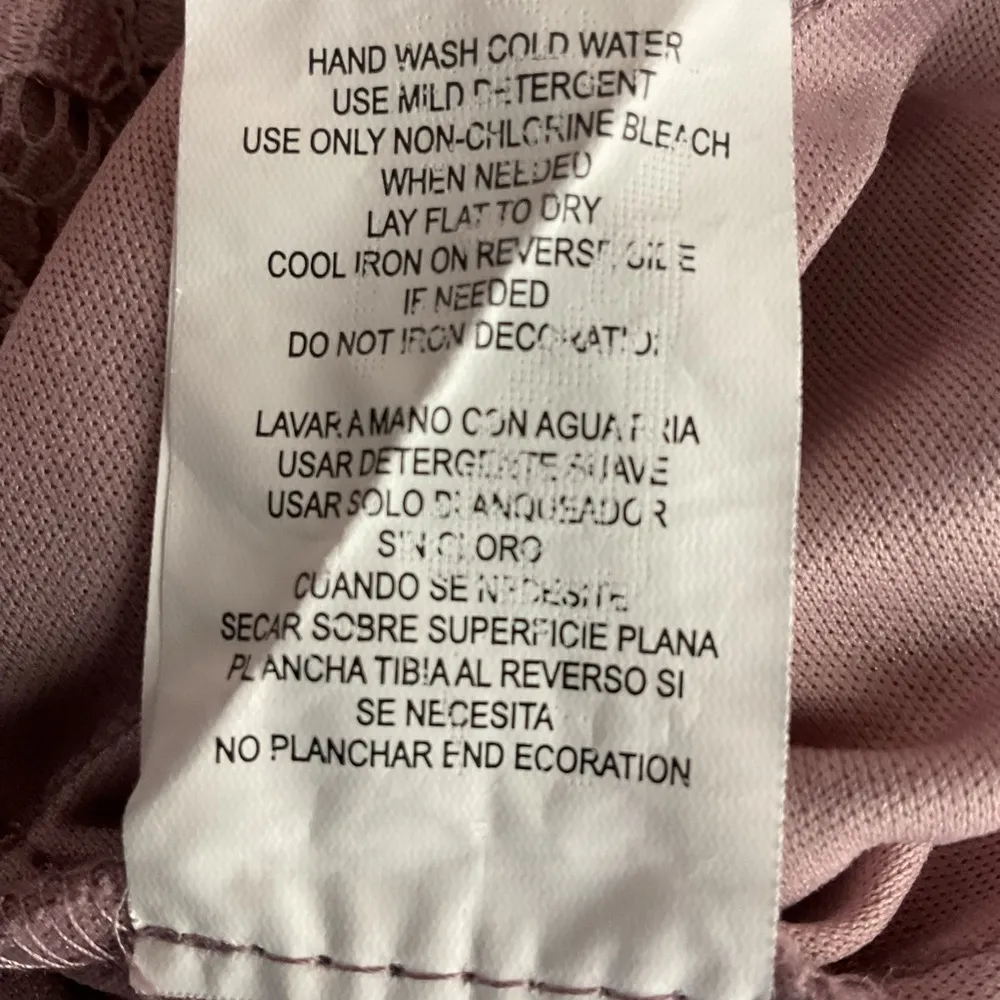 HAND WASH COLD WATER
USE MILD DETERGENT
USE ONLY NON-CHLORINE BLEACH
WHEN NEEDED
LAY FLAT TO DRY
COOL IRON ON REVERSE SIDE
IF NEEDED
DO NOT IRON DECORATION
LAVAR A MANO CON AGUA FRIA
USAR DETERGENTE SUAVE
USAR SOLO BLANQUEADOR
SIN CLORO
CUANDO SE NECESITE
SECAR SOBRE SUPERFICIE PLANA
PLANCHA TIBIA AL REVERSO SI
SE NECESITA
NO PLANCHAR END ECORATION